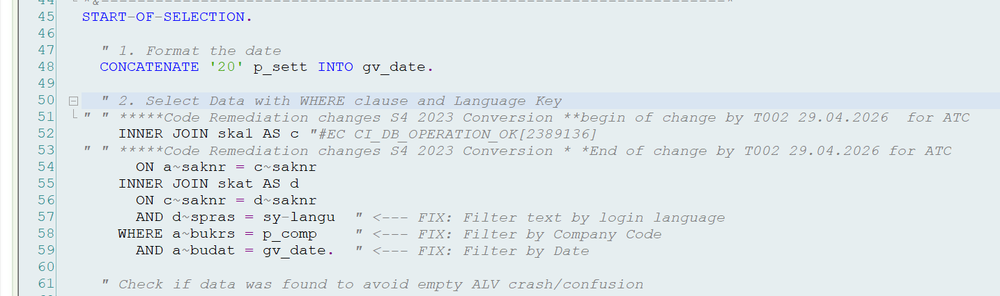 44 *&---------------------------------------------------------------------*
45 START-OF-SELECTION.
46
47 " 1. Format the date
48 CONCATENATE '20' p_sett INTO gv_date.
49
50 " 2. Select Data with WHERE clause and Language Key
51 " " *****Code Remediation changes S4 2023 Conversion **begin of change by T002 29.04.2026  for ATC
52 INNER JOIN ska1 AS c "#EC CI_DB_OPERATION_OK[2389136]
53 " " *****Code Remediation changes S4 2023 Conversion * *End of change by T002 29.04.2026 for ATC
54 ON a~saknr = c~saknr
55 INNER JOIN skat AS d
56 ON c~saknr = d~saknr
57 AND d~spras = sy-langu   " <--- FIX: Filter text by login language
58 WHERE a~bukrs = p_comp    " <--- FIX: Filter by Company Code
59 AND a~budat = gv_date.  " <--- FIX: Filter by Date
60
61 " Check if data was found to avoid empty ALV crash/confusion